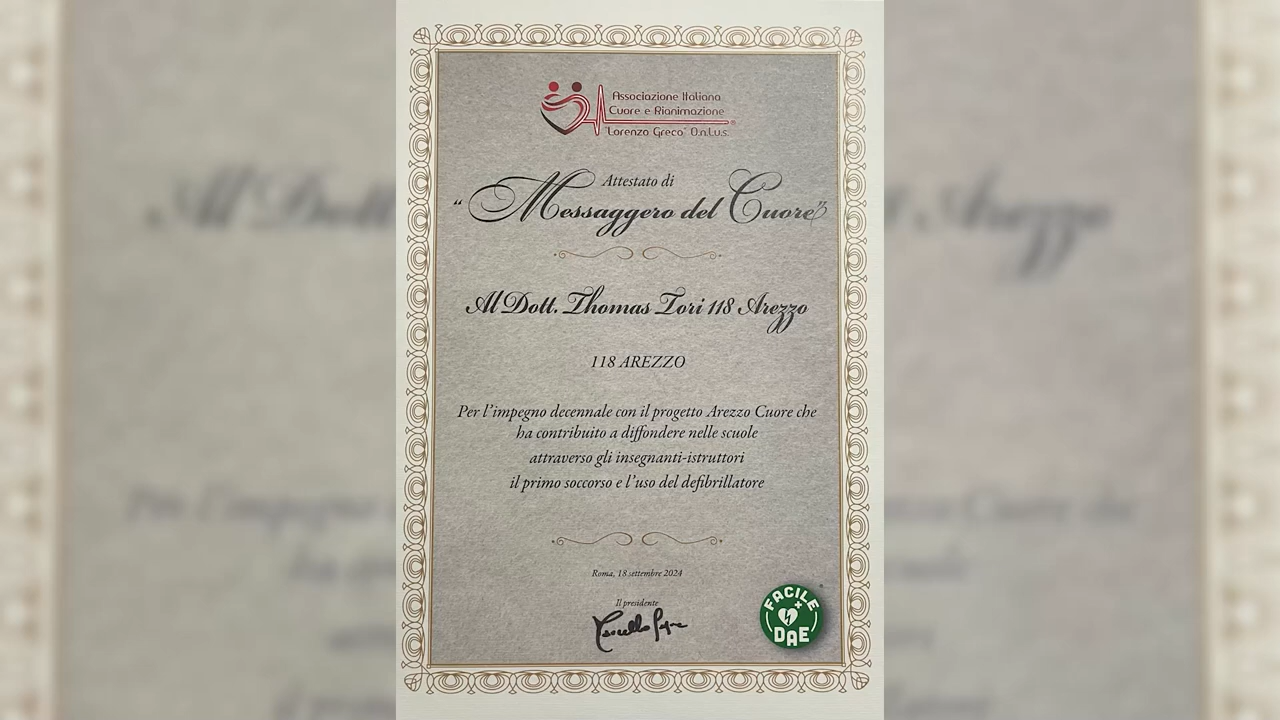 Associazione Italiana
Cuore e Rianimazione
"Lorenzo Greco" O.n.l.u.s.
Attestato di
"Messaggero del Cuore"
Al Dott. Thomas Tori 118 Arezzo
118 AREZZO
Per l'impegno decennale con il progetto Arezzo Cuore che
ha contribuito a diffondere nelle scuole
attraverso gli insegnanti-istruttori
il primo soccorso e l'uso del defibrillatore
Roma, 18 settembre 2024
Il presidente
FACILE
DAE